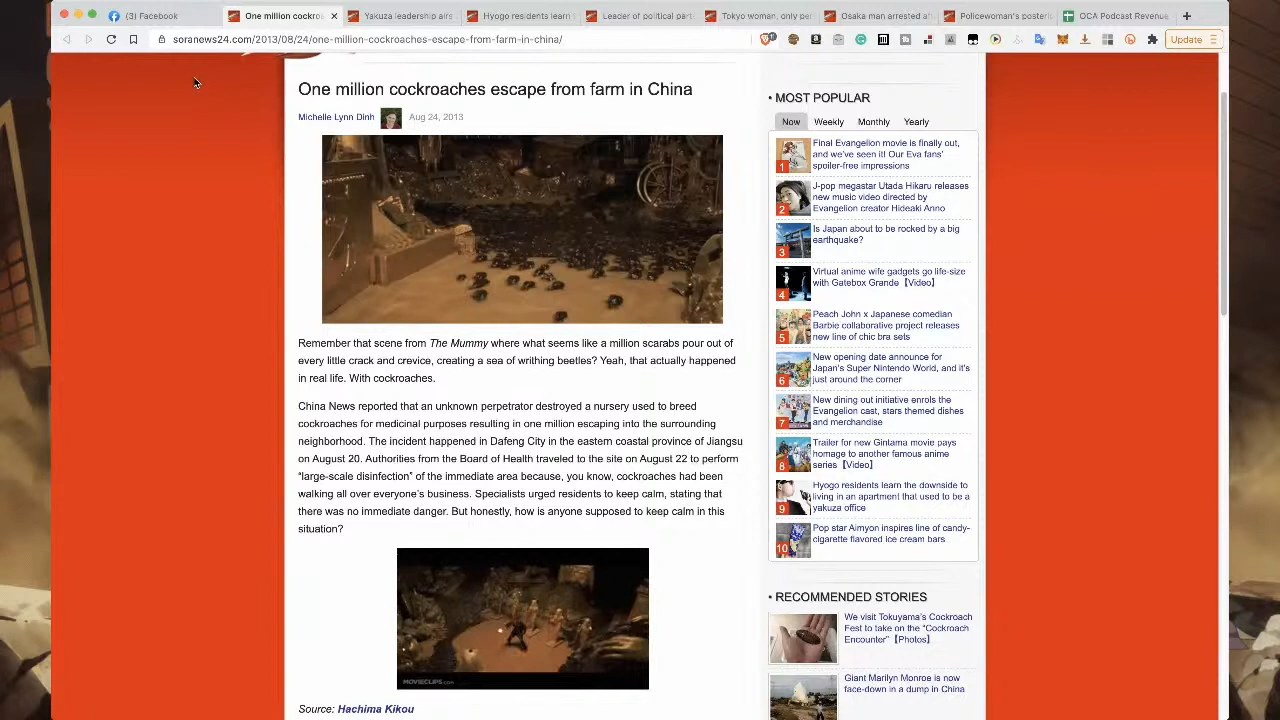 (3) Facebook
One million cockro
Yakuza leadership airs
Hyogo residents learn
Leader of political part
Tokyo woman, only per
Osaka man arrested aft
Policewoman's posteri
OCA Podcast Revenue
soranews24.com/2013/08/24/one-million-cockroaches-escape-from-farm-in-china/
Update
One million cockroaches escape from farm in China
Michelle Lynn Dinh
Aug 24, 2013
Remember that scene from The Mummy where what seems like a million scarabs pour out of
every little crack and crevice, creating a sea of writhing beetles? Yeah, that actually happened
in real life. With cockroaches.
China News reported that an unknown perpetrator destroyed a nursery used to breed
cockroaches for medicinal purposes resulting in one million escaping into the surrounding
neighborhood. The incident happened in Dafeng City in the eastern coastal province of Jiangsu
on August 20. Authorities from the Board of Health traveled to the site on August 22 to perform
“large-scale disinfection” of the immediate area because, you know, cockroaches had been
walking all over everyone’s business. Specialists urged residents to keep calm, stating that
there was no immediate danger. But honestly, how is anyone supposed to keep calm in this
situation?
MOVIECLIPS.com
Source: Hachima Kikou
• MOST POPULAR
Now Weekly Monthly Yearly
1
Final Evangelion movie is finally out,
and we’ve seen it! Our Eva fans’
spoiler-free impressions
2
J-pop megastar Utada Hikaru releases
new music video directed by
Evangelion creator Hideaki Anno
3
Is Japan about to be rocked by a big
earthquake?
4
Virtual anime wife gadgets go life-size
with Gatebox Grande【Video】
5
Peach John x Japanese comedian
Barbie collaborative project releases
new line of chic bra sets
6
New opening date announce for
Japan’s Super Nintendo World, and it’s
just around the corner
7
New dining out initiative enrols the
Evangelion cast, stars themed dishes
and merchandise
8
Trailer for new Gintama movie pays
homage to another famous anime
series【Video】
9
Hyogo residents learn the downside to
living in an apartment that used to be a
yakuza office
10
Pop star Aimyon inspires line of candy-
cigarette flavored ice cream bars
• RECOMMENDED STORIES
We visit Tokuyama’s Cockroach
Fest to take on the “Cockroach
Encounter”【Photos】
Giant Marilyn Monroe is now
face-down in a dump in China